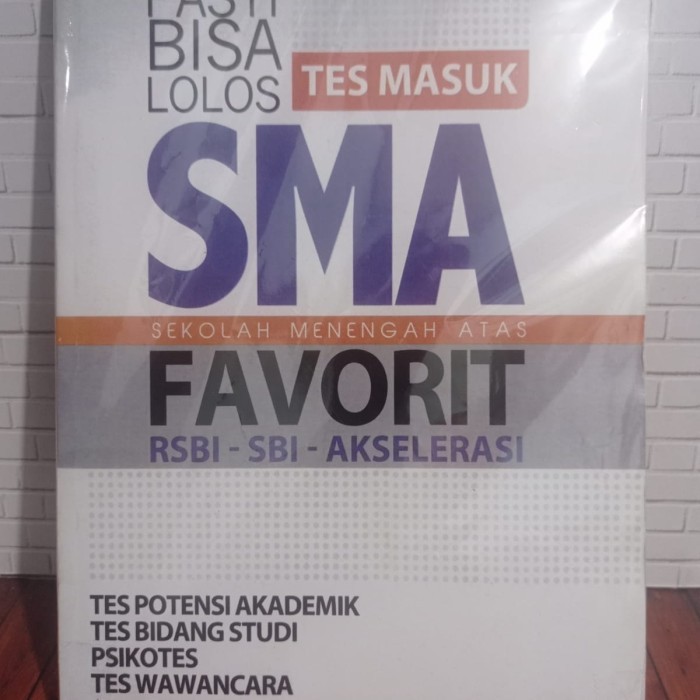 PASTI
BISA
LOLOS
TES MASUK
SMA
SEKOLAH MENENGAH ATAS
FAVORIT
RSBI - SBI - AKSELERASI
TES POTENSI AKADEMIK
TES BIDANG STUDI
PSIKOTES
TES WAWANCARA